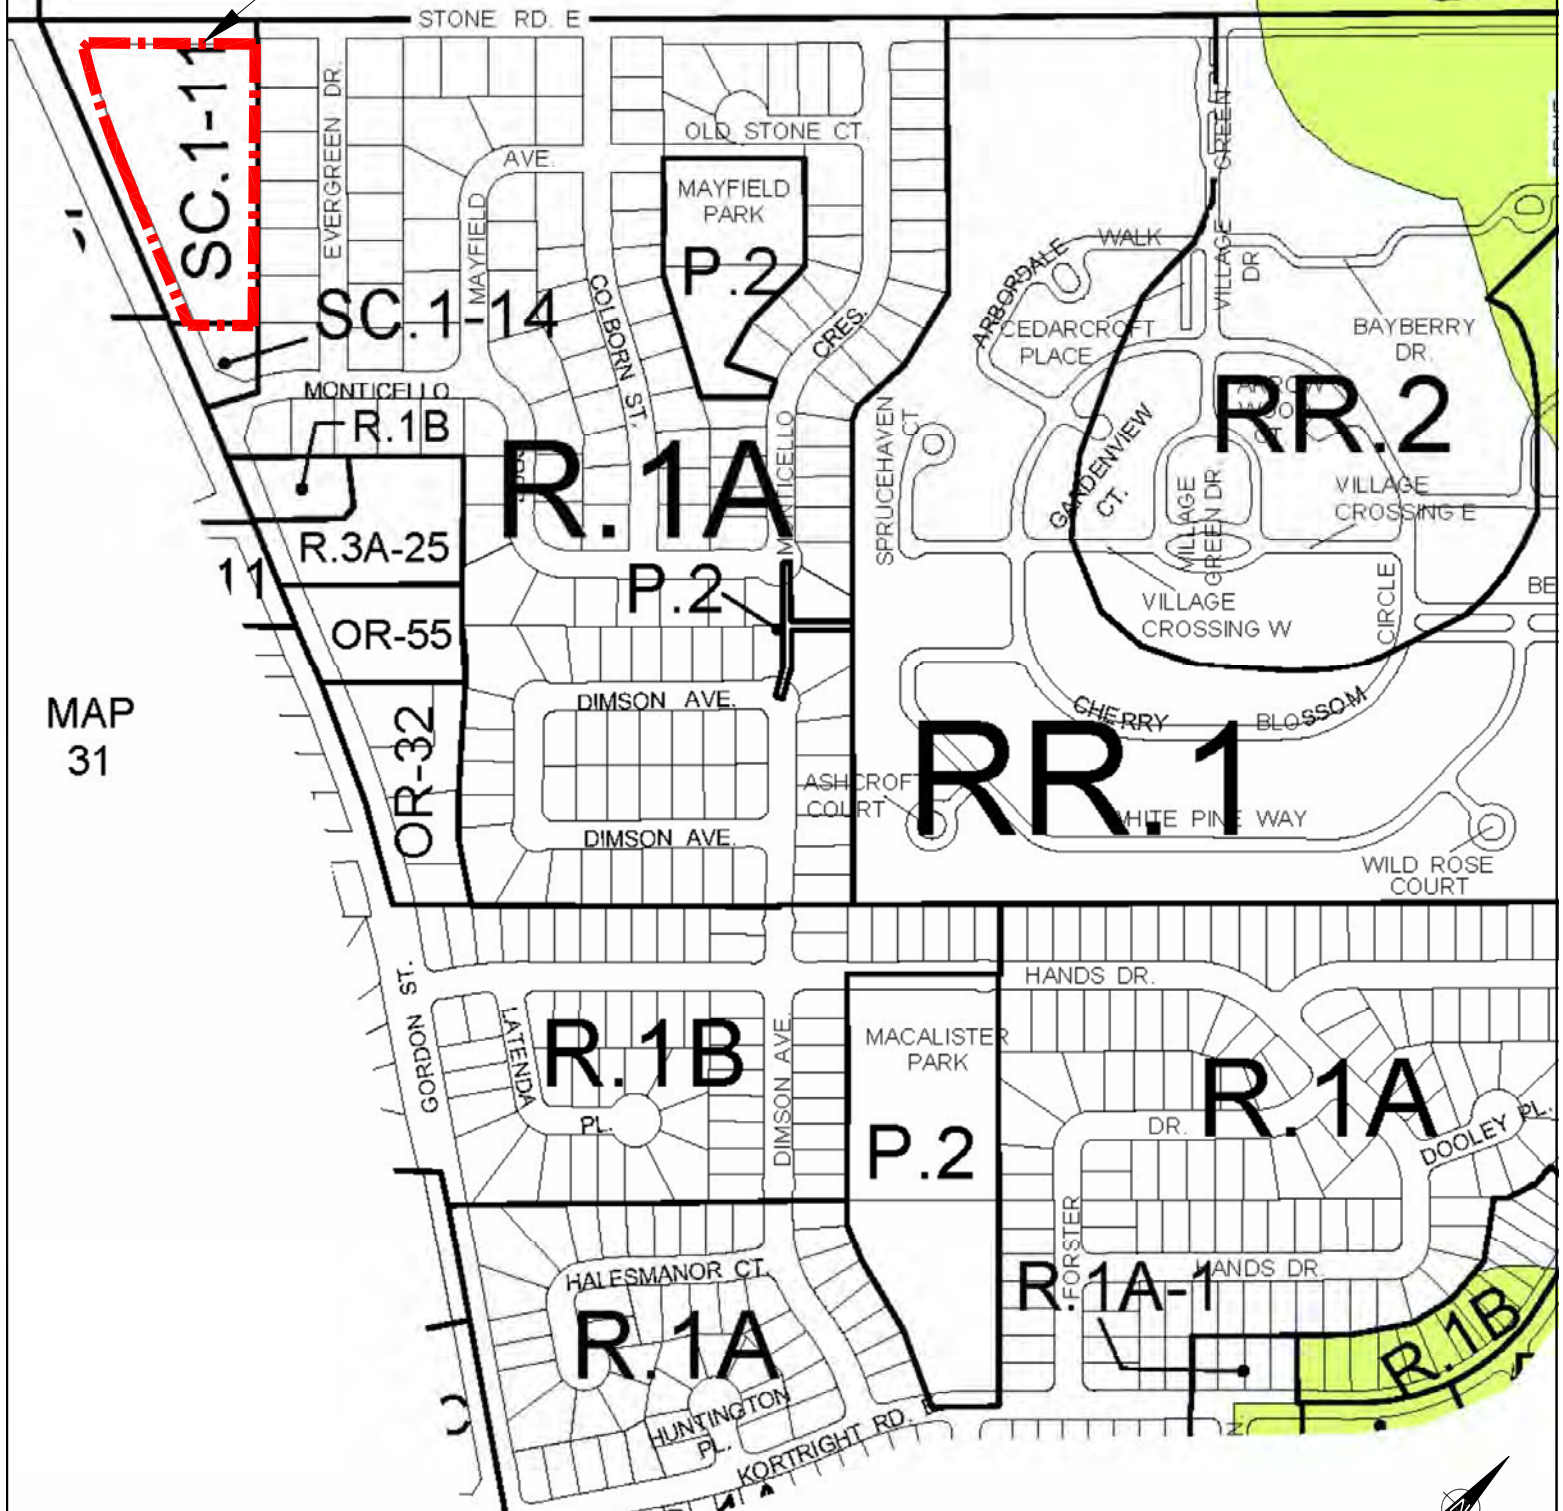 STONE RD. E
SC.1-11
EVERGREEN DR.
OLD STONE CT.
AVE.
MAYFIELD
MAYFIELD
PARK
P.2
GREEN
VILLAGE
DR
WALK
ARBORDALE
CEDARCROFT
PLACE
BAYBERRY
DR.
SC.1-14
COLBORN ST.
CRES.
MONTICELLO
R.1B
R.1A
MONTICELLO
SPRUCEHAVEN
CT.
GARDENVIEW
CT.
RR.2
VILLAGE
GREEN DR.
VILLAGE
CROSSING E
R.3A-25
11
P.2
OR-55
VILLAGE
CROSSING W
CIRCLE
BE
MAP
31
OR-32
DIMSON AVE.
CHERRY
BLOSSOM
RR.1
ASHCROFT
COURT
WHITE PINE WAY
DIMSON AVE.
WILD ROSE
COURT
GORDON ST.
HANDS DR.
LATENDA
PL.
R.1B
DIMSON AVE.
MACALISTER
PARK
P.2
R.1A
DR.
DOOLEY PL.
FORSTER
HALESMANOR CT.
HANDS DR.
R.1A-1
R.1A
R.1B
HUNTINGTON
PL.
KORTRIGHT RD. E